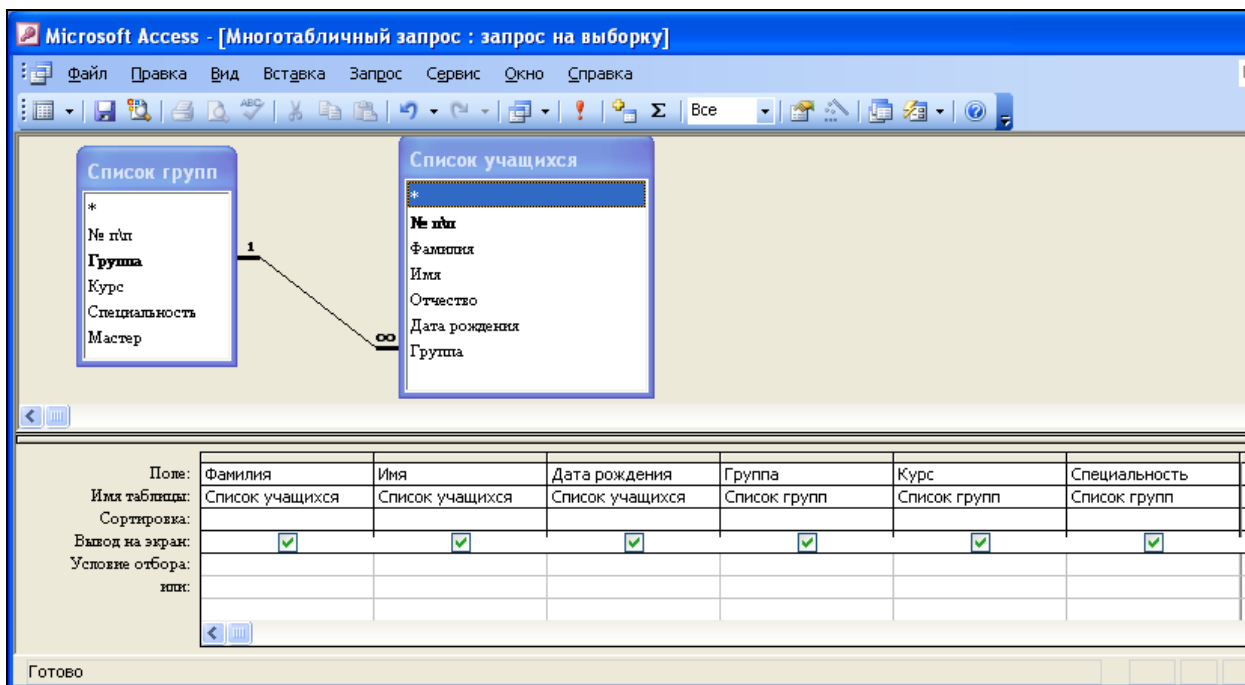 Microsoft Access - [Многотабличный запрос : запрос на выборку]
Файл Правка Вид Вставка Запрос Сервис Окно Справка
ABC Σ Все
Список групп
*
№ п\п
Группа
Курс
Специальность
Мастер
1
∞
Список учащихся
*
№ п\п
Фамилия
Имя
Отчество
Дата рождения
Группа
Поле: Фамилия Имя Дата рождения Группа Курс Специальность
Имя таблицы: Список учащихся Список учащихся Список учащихся Список групп Список групп Список групп
Сортировка:
Вывод на экран:
Условие отбора:
или:
Готово